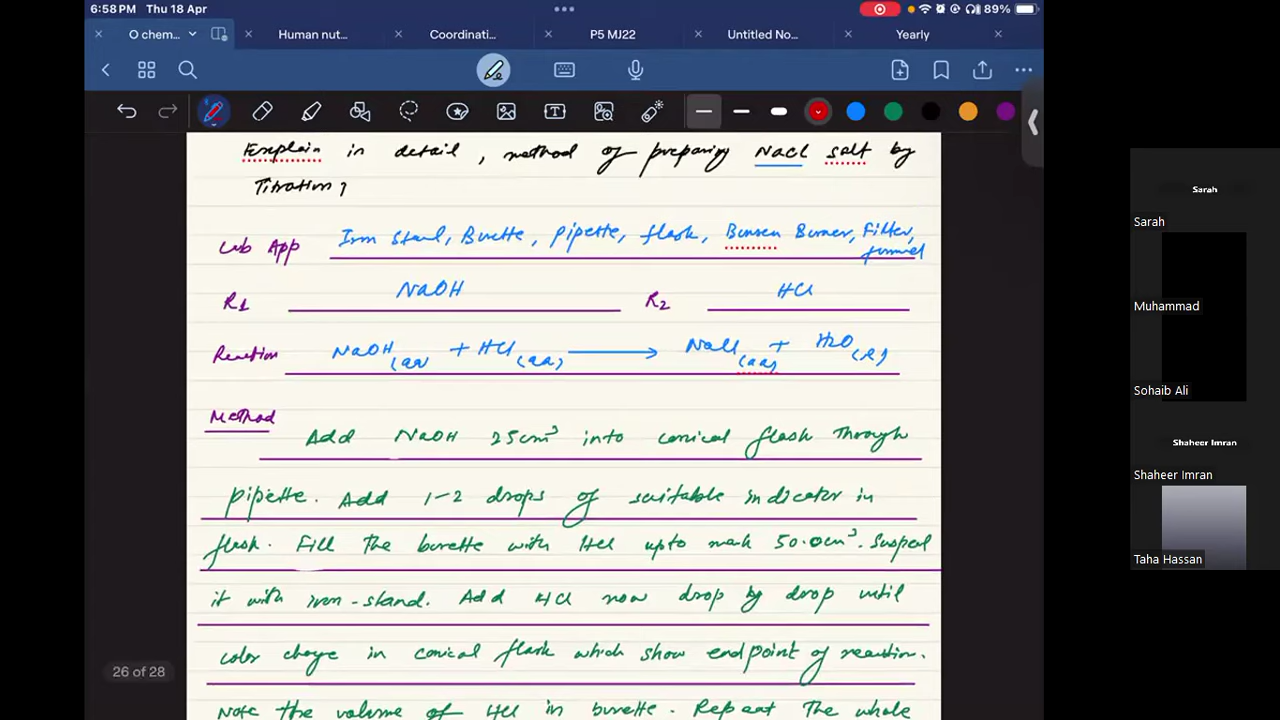 6:58 PM Thu 18 Apr
89%
O chem...
Human nut...
Coordinati...
P5 MJ22
Untitled No...
Yearly
Explain in detail, method of preparing NaCl salt by
Titration?
Lab App Iron Stand, Burette, pipette, flask, Bunsen Burner, Filter,
funnel
R1 NaOH R2 HCl
Reaction NaOH(aq) + HCl(aq) → NaCl(aq) + H2O(l)
Method
Add NaOH 25cm³ into conical flask through
pipette. Add 1-2 drops of suitable indicator in
flask. Fill the burette with HCl upto mark 50.0cm³. Suspend
it with iron-stand. Add HCl now drop by drop until
color change in conical flask which show endpoint of reaction.
Note the volume of HCl in burette. Repeat the whole
26 of 28
Sarah
Sarah
Muhammad
Sohaib Ali
Shaheer Imran
Shaheer Imran
Taha Hassan